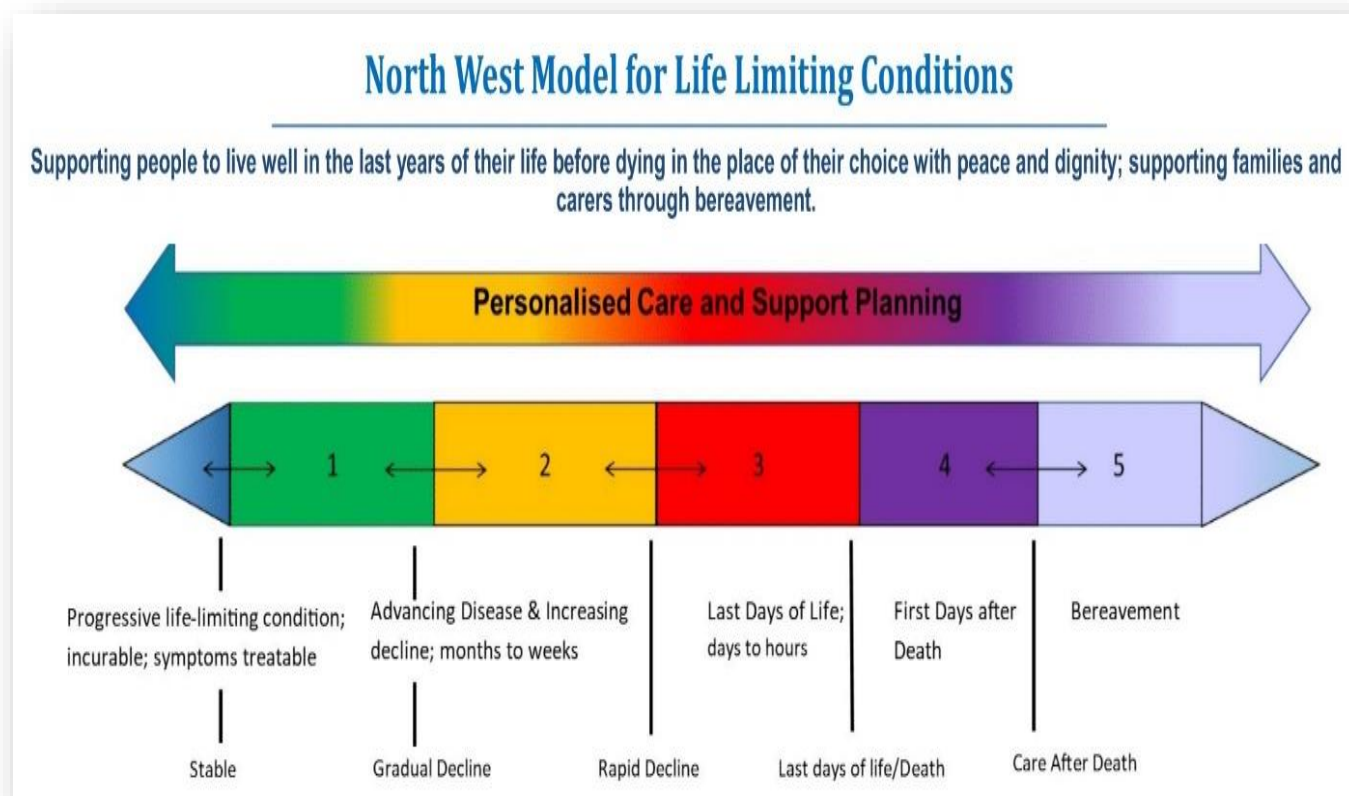 North West Model for Life Limiting Conditions
Supporting people to live well in the last years of their life before dying in the place of their choice with peace and dignity; supporting families and
carers through bereavement.
Personalised Care and Support Planning
1
2
3
4
5
Progressive life-limiting condition;
incurable; symptoms treatable
Advancing Disease & Increasing
decline; months to weeks
Last Days of Life;
days to hours
First Days after
Death
Bereavement
Stable
Gradual Decline
Rapid Decline
Last days of life/Death
Care After Death